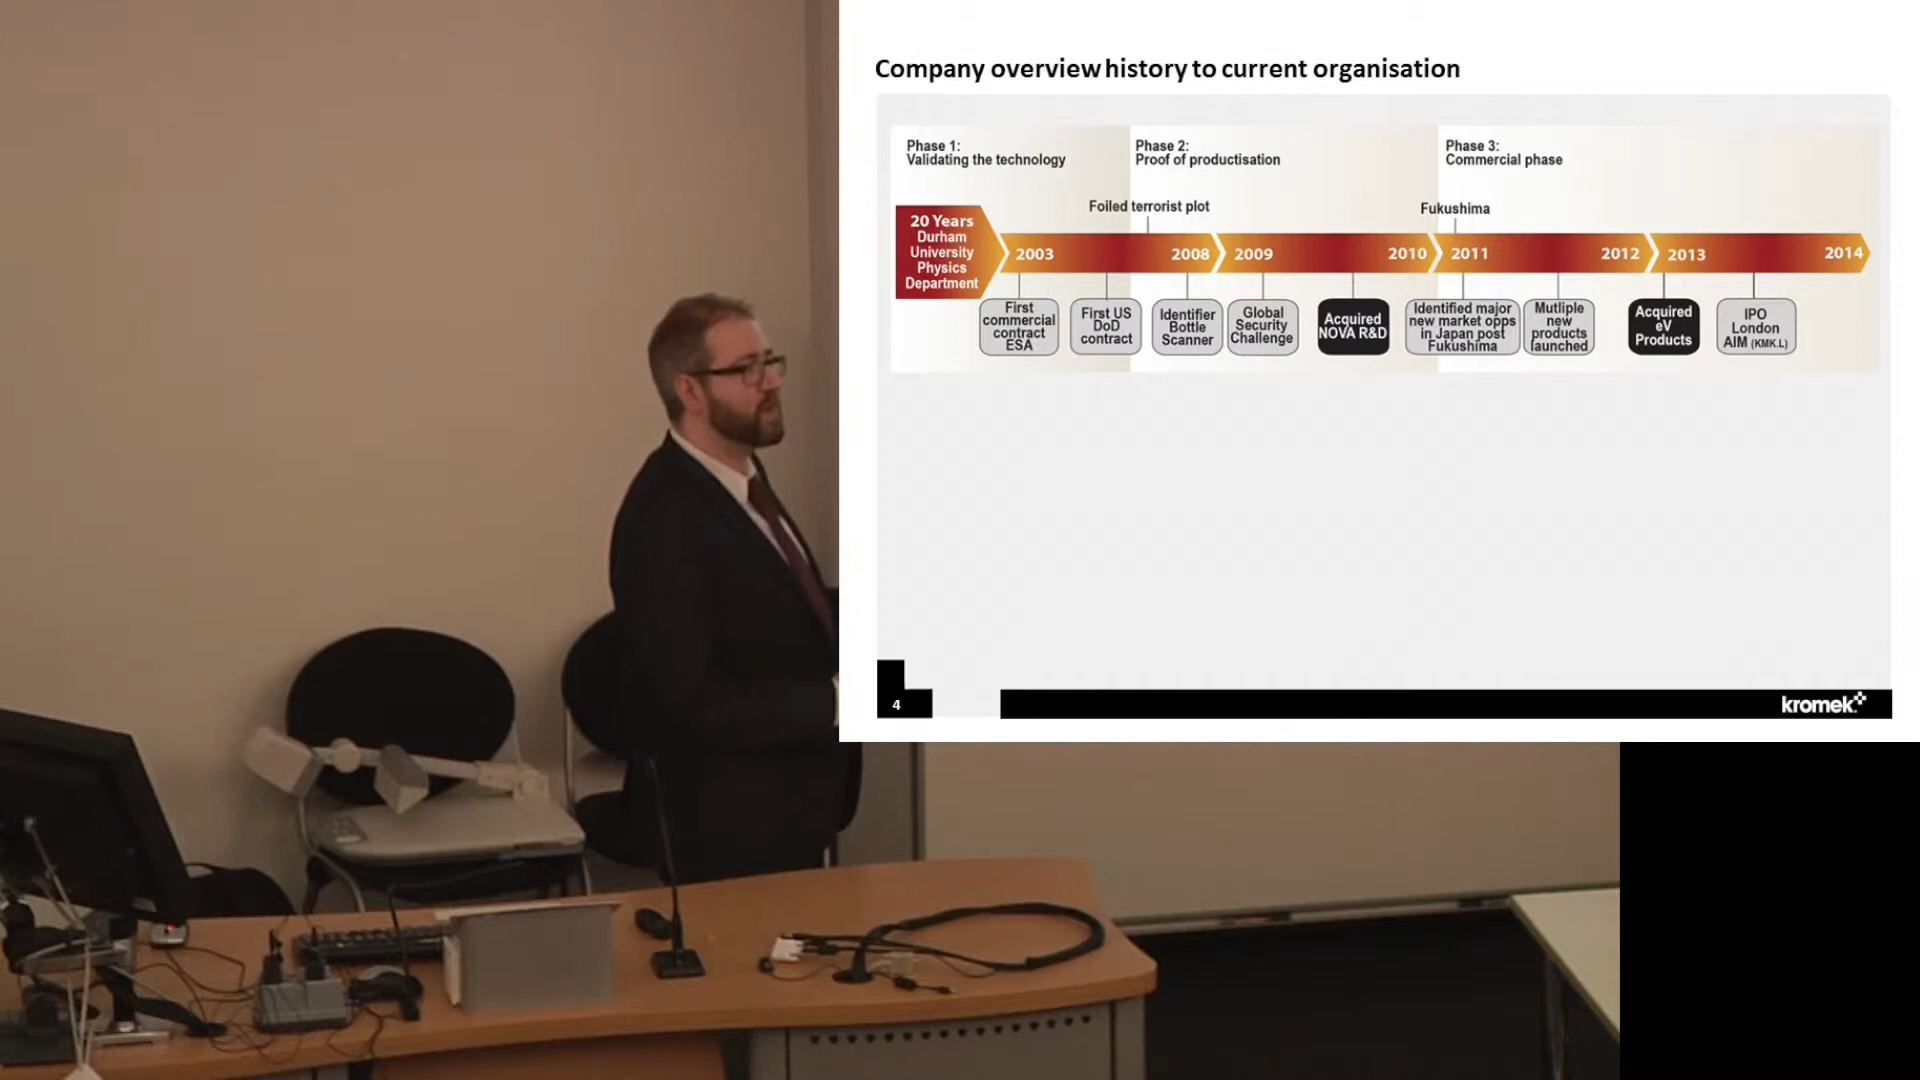 Company overview history to current organisation
Phase 1:
Validating the technology
Phase 2:
Proof of productisation
Phase 3:
Commercial phase
Foiled terrorist plot
Fukushima
20 Years
Durham
University
Physics
Department
2003
2008
2009
2010
2011
2012
2013
2014
First
commercial
contract
ESA
First US
DoD
contract
Identifier
Bottle
Scanner
Global
Security
Challenge
Acquired
NOVA R&D
Identified major
new market opps
in Japan post
Fukushima
Mutliple
new
products
launched
Acquired
eV
Products
IPO
London
AIM (KMK.L)
4
kromek